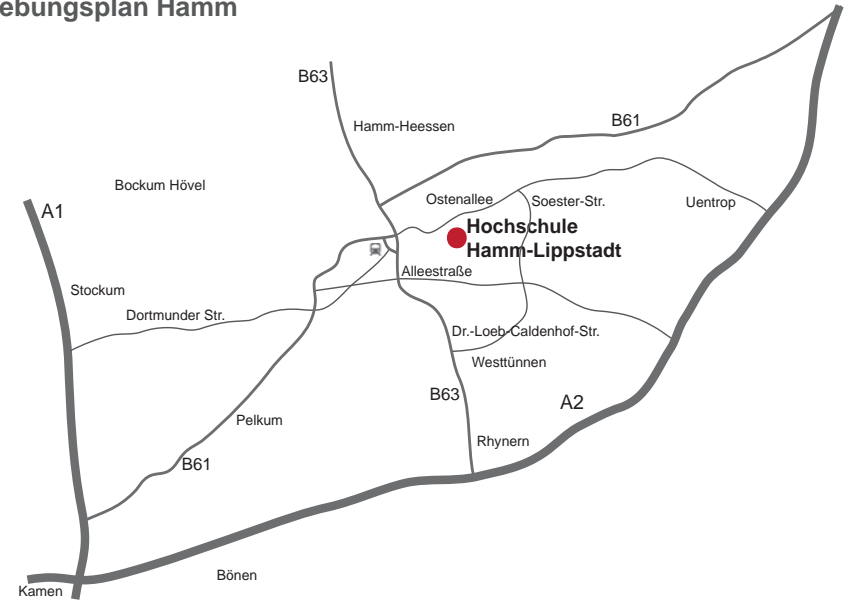 ebungsplan Hamm
B63
Hamm-Heessen
B61
Bockum Hövel
Ostenallee
Soester-Str.
Uentrop
A1
Hochschule
Hamm-Lippstadt
Alleestraße
Stockum
Dortmunder Str.
Dr.-Loeb-Caldenhof-Str.
Westtünnen
B63
A2
Pelkum
Rhynern
B61
Bönen
Kamen